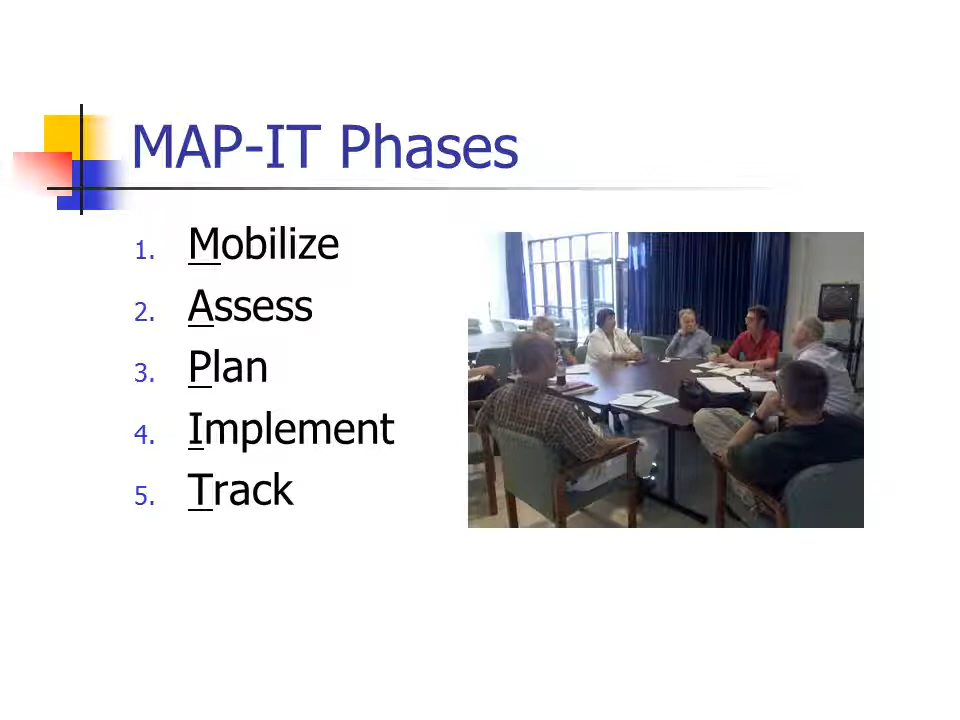 MAP-IT Phases
1. Mobilize
2. Assess
3. Plan
4. Implement
5. Track